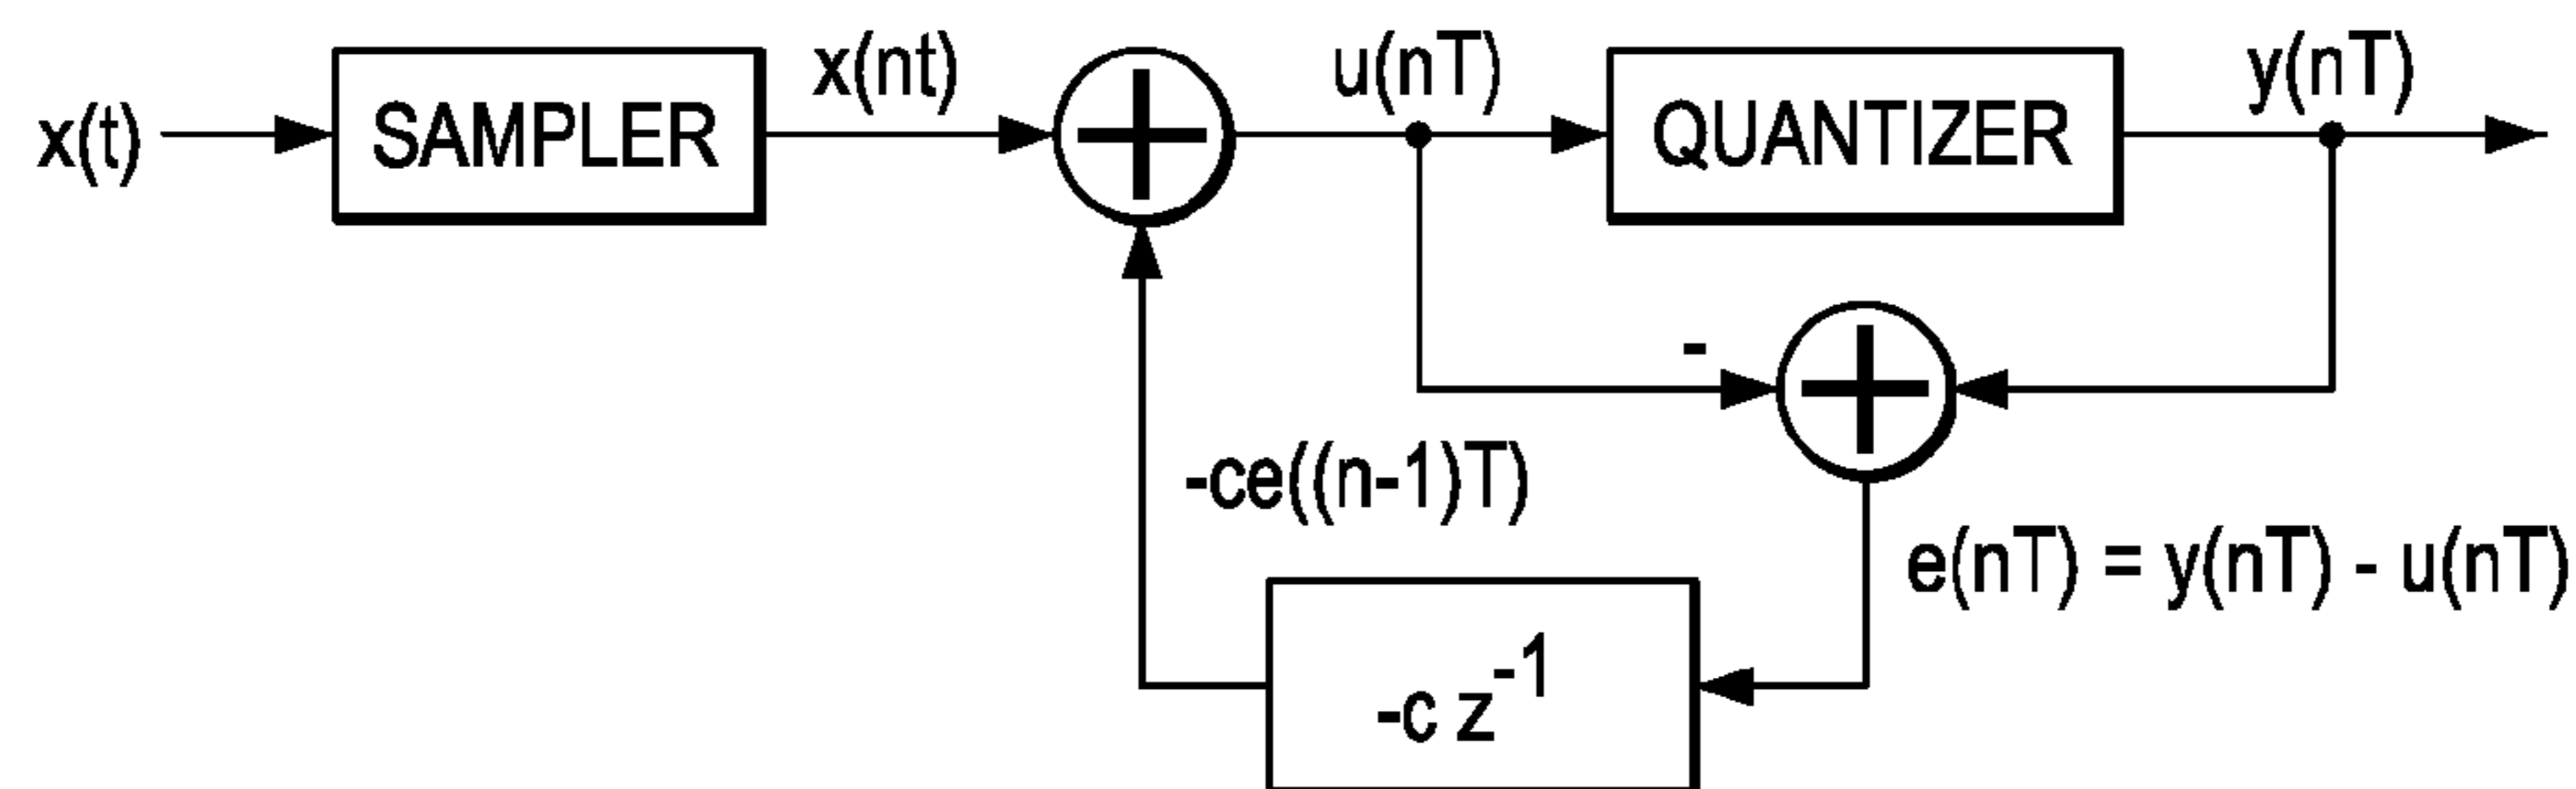 x(t)
SAMPLER
x(nt)
u(nT)
QUANTIZER
y(nT)
-
-ce((n-1)T)
e(nT) = y(nT) - u(nT)
-c z⁻¹